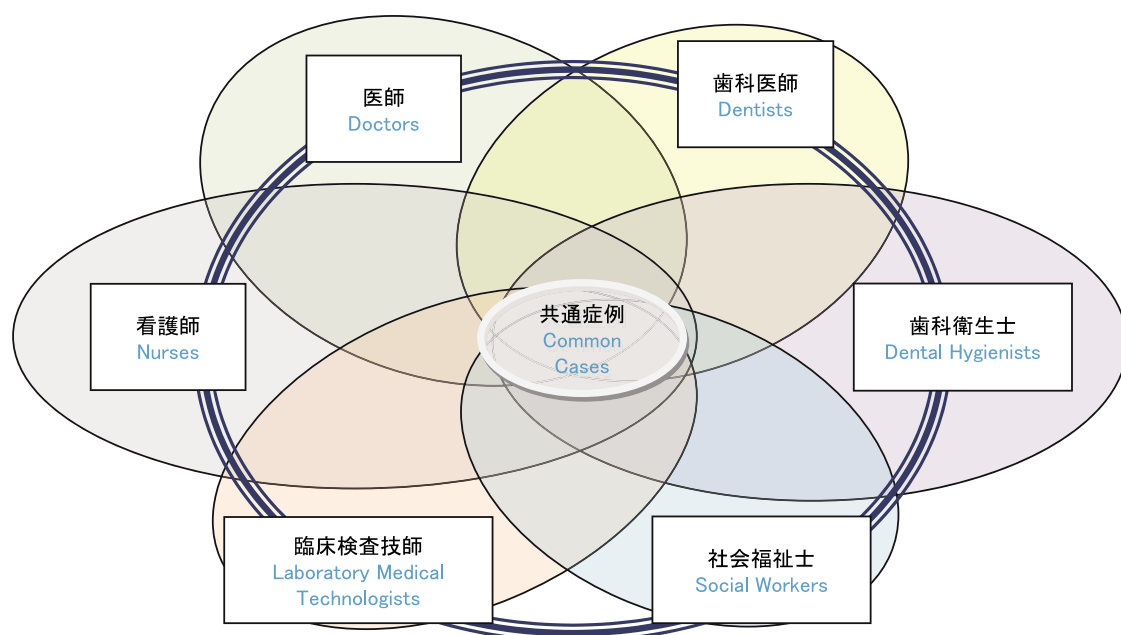 医師
Doctors
歯科医師
Dentists
看護師
Nurses
共通症例
Common
Cases
歯科衛生士
Dental Hygienists
臨床検査技師
Laboratory Medical
Technologists
社会福祉士
Social Workers